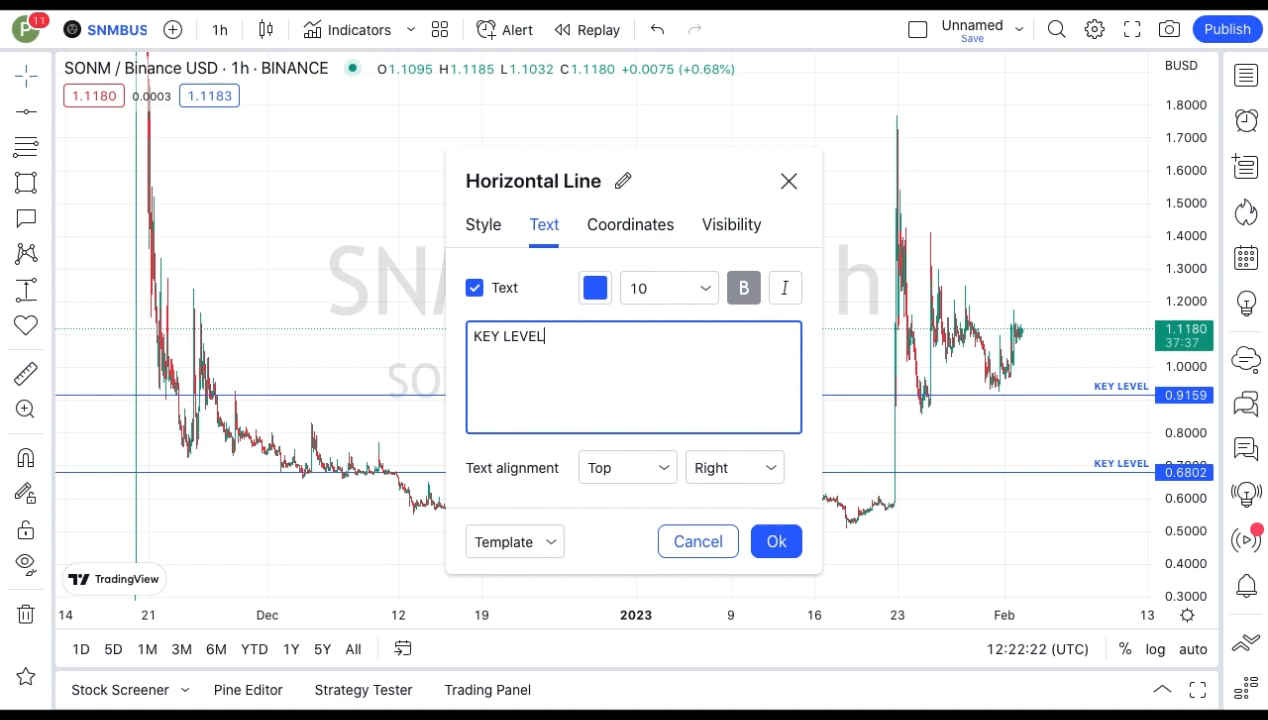 P 11 SNMBUS 1h Indicators Alert Replay Unnamed Publish
Save
SONM / Binance USD · 1h · BINANCE O1.1095 H1.1185 L1.1032 C1.1180 +0.0075 (+0.68%) BUSD
1.1180 0.0003 1.1183
1.8000
1.7000
1.6000
Horizontal Line
1.5000
Style Text Coordinates Visibility
1.4000
SN h
1.3000
Text 10 B I
1.2000
KEY LEVEL
1.1180
37:37
1.0000
SO
KEY LEVEL
0.9159
0.8000
KEY LEVEL
Text alignment Top Right
0.6802
0.6000
0.5000
Template Cancel Ok
0.4000
TradingView
0.3000
14 21 Dec 12 19 2023 9 16 23 Feb 13
1D 5D 1M 3M 6M YTD 1Y 5Y All 12:22:22 (UTC) % log auto
Stock Screener Pine Editor Strategy Tester Trading Panel